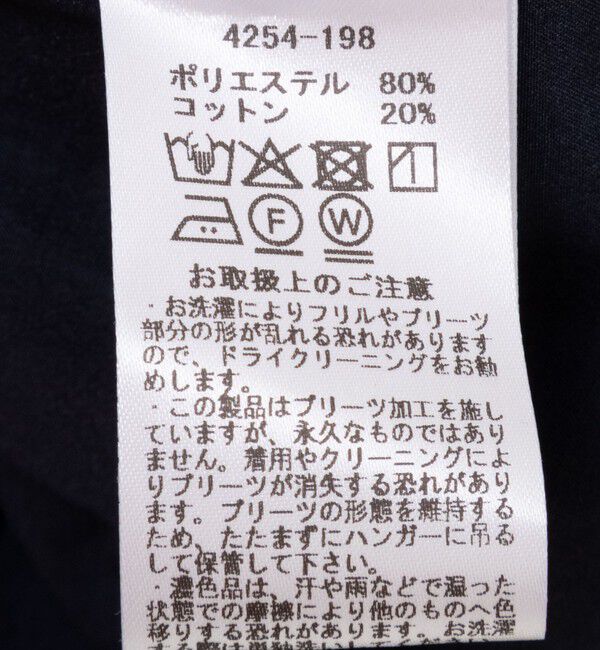 4254-198
ポリエステル 80%
コットン 20%
F W
お取扱上のご注意
・お洗濯によりフリルやプリーツ
部分の形が乱れる恐れがあります
ので、ドライクリーニングをお勧
めします。
・この製品はプリーツ加工を施し
ていますが、永久なものではあり
ません。着用やクリーニングによ
りプリーツが消失する恐れがあり
ます。プリーツの形態を維持する
ため、たたまずにハンガーに吊る
して保管して下さい。
・濃色品は、汗や雨などで湿った
状態での摩擦により他のものへ色
移りする恐れがあります。お洗濯